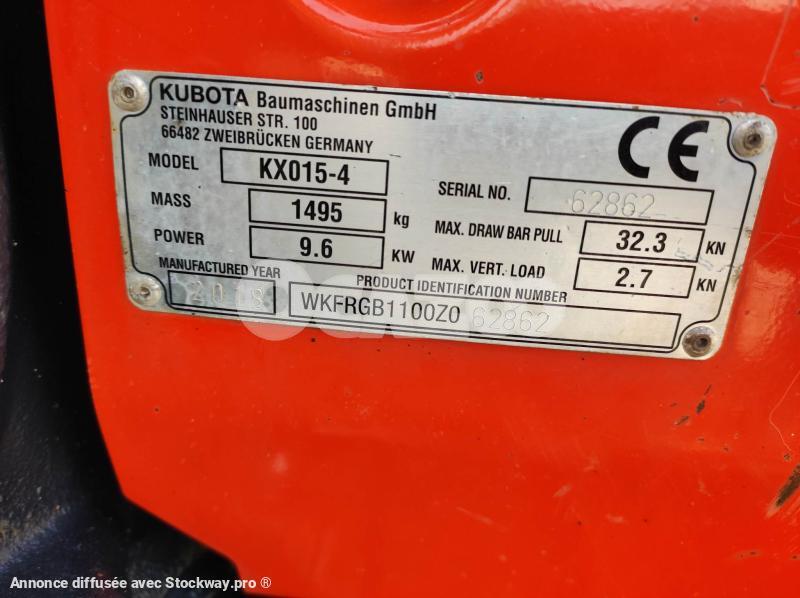 KUBOTA Baumaschinen GmbH
STEINHAUSER STR. 100
66482 ZWEIBRÜCKEN GERMANY
CE
MODEL KX015-4
SERIAL NO. 62862
MASS 1495 kg
MAX. DRAW BAR PULL 32.3 KN
POWER 9.6 KW
MAX. VERT. LOAD 2.7 KN
MANUFACTURED YEAR 2018
PRODUCT IDENTIFICATION NUMBER
WKFRGB1100Z062862
Annonce diffusée avec Stockway.pro ®